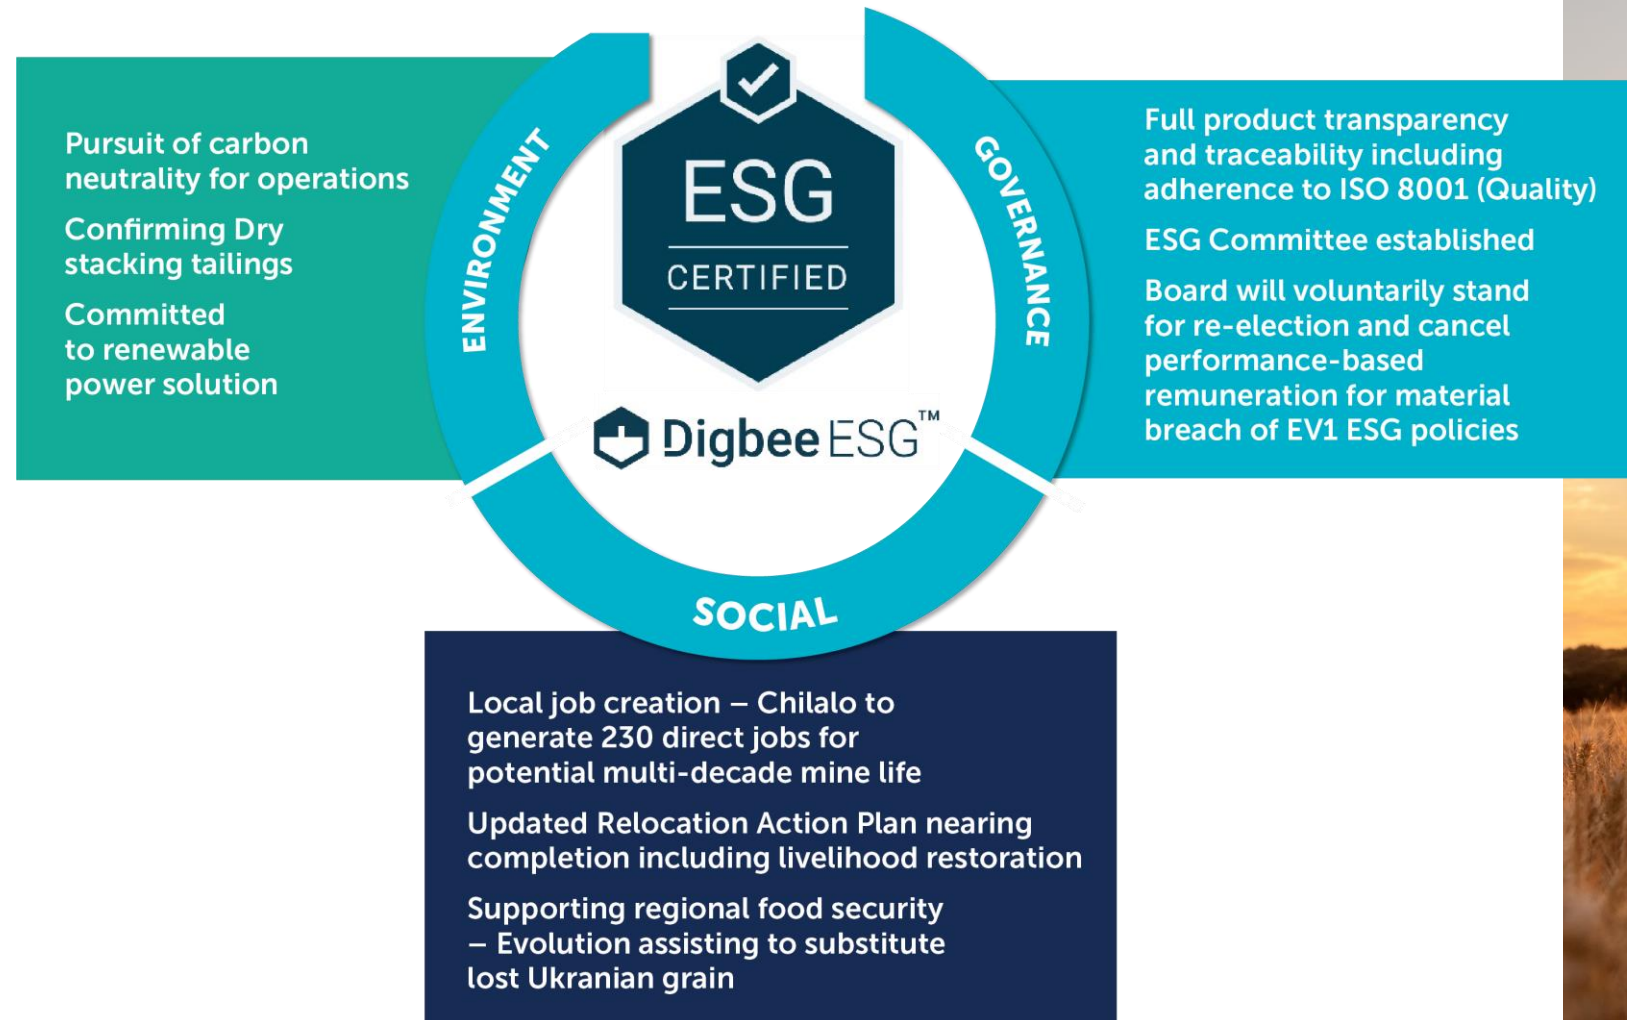 Pursuit of carbon
neutrality for operations
Confirming Dry
stacking tailings
Committed
to renewable
power solution
ENVIRONMENT
ESG
CERTIFIED
Digbee ESG™
GOVERNANCE
Full product transparency
and traceability including
adherence to ISO 8001 (Quality)
ESG Committee established
Board will voluntarily stand
for re-election and cancel
performance-based
remuneration for material
breach of EV1 ESG policies
SOCIAL
Local job creation – Chilalo to
generate 230 direct jobs for
potential multi-decade mine life
Updated Relocation Action Plan nearing
completion including livelihood restoration
Supporting regional food security
– Evolution assisting to substitute
lost Ukranian grain